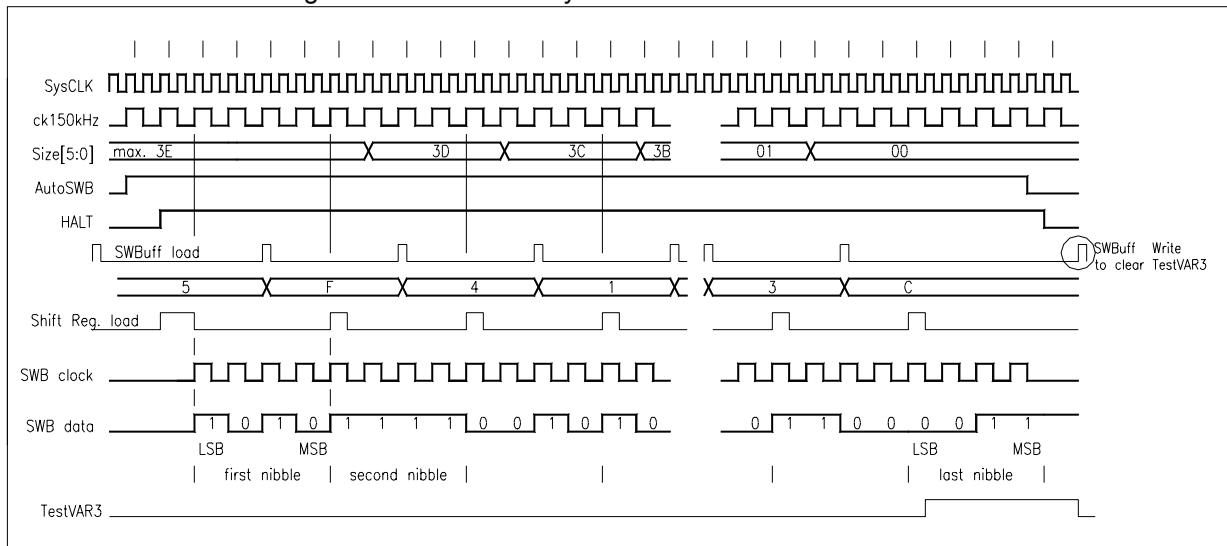 SysCLK
ck150kHz
Size[5:0] max. 3E 3D 3C 3B 01 00
AutoSWB
HALT
SWBuff load
SWBuff Write
to clear TestVAR3
5 F 4 1 3 C
Shift Reg. load
SWB clock
SWB data 1 0 1 0 1 1 1 1 0 0 1 0 1 0 0 1 1 0 0 0 0 1 1
LSB MSB LSB MSB
first nibble second nibble last nibble
TestVAR3